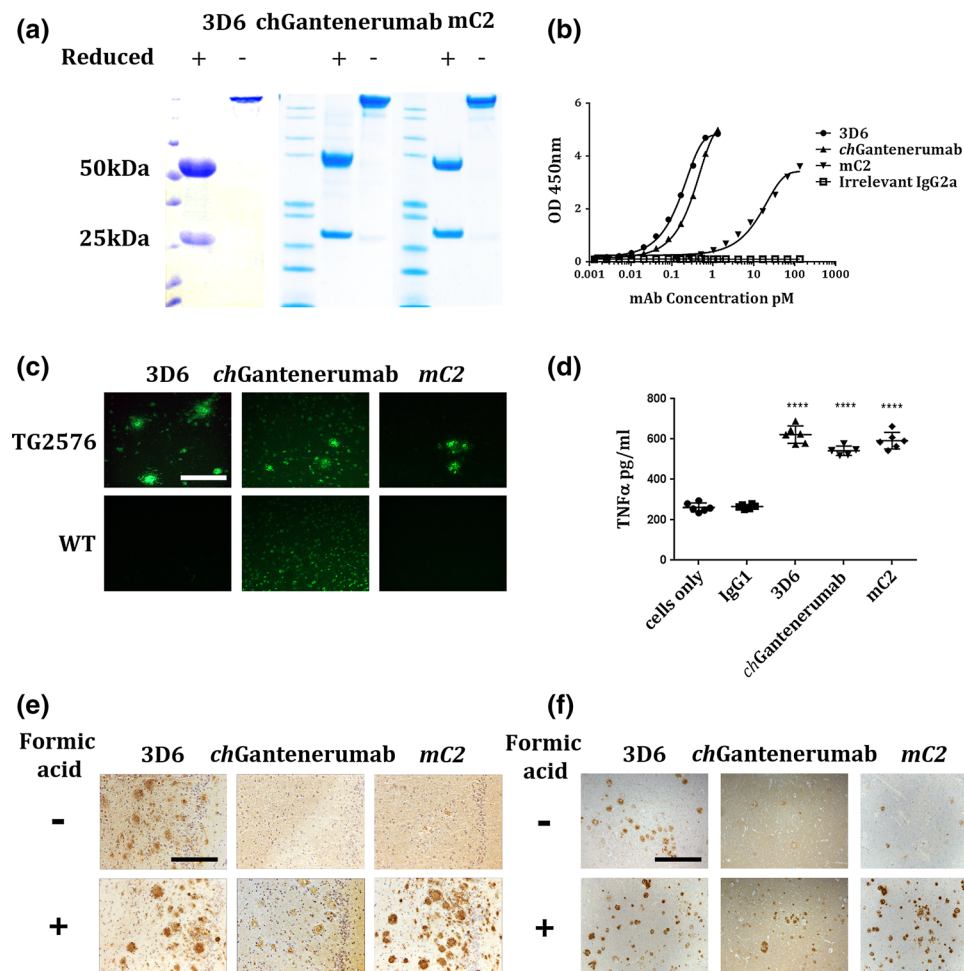 (a)
3D6 chGantenerumab mC2
Reduced + - + - + -
50kDa
25kDa
(b)
6
4
2
0
0.001 0.01 0.1 1 10 100 1000
OD 450nm
mAb Concentration pM
3D6
chGantenerumab
mC2
Irrelevant IgG2a
(c)
3D6 chGantenerumab mC2
TG2576
WT
(d)
800
600
400
200
0
TNFα pg/ml
**** **** ****
cells only
IgG1
3D6
chGantenerumab
mC2
(e)
Formic
acid
3D6 chGantenerumab mC2
-
+
(f)
Formic
acid
3D6 chGantenerumab mC2
-
+